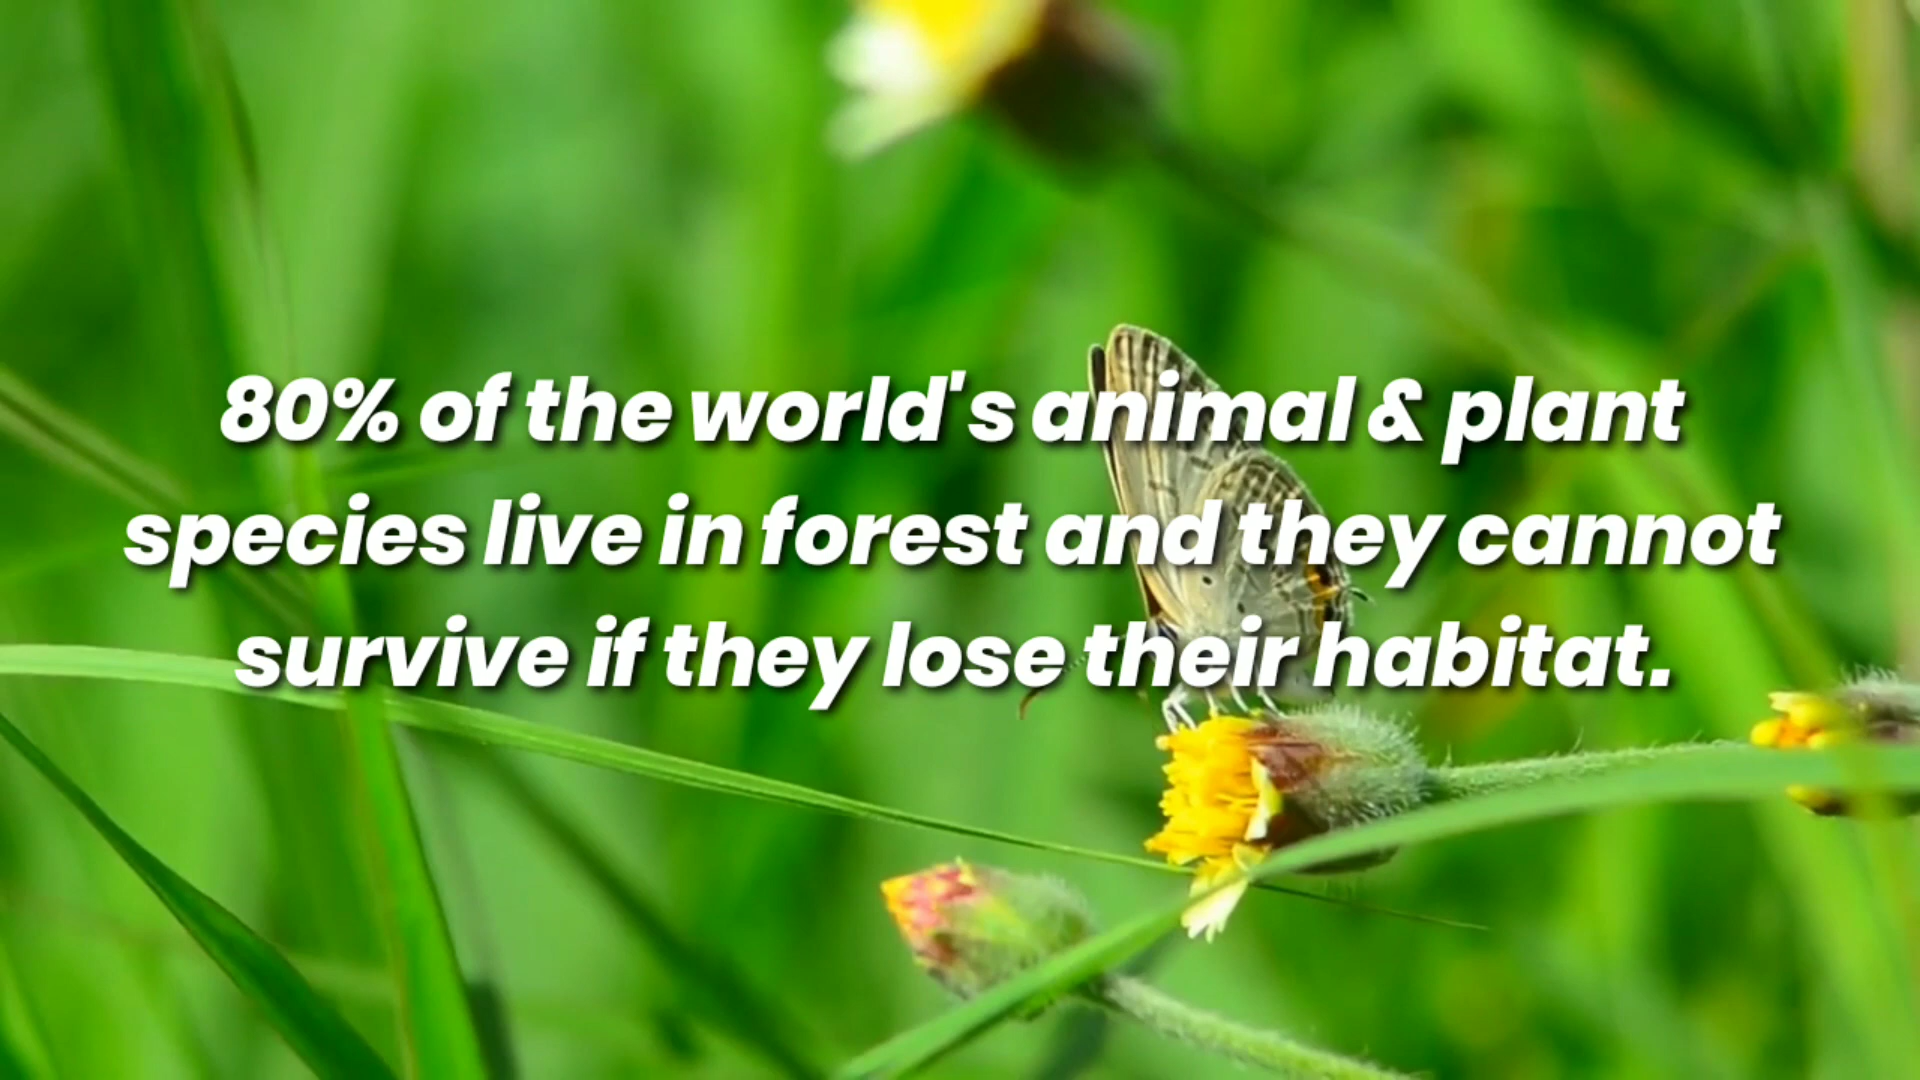 80% of the world's animal & plant
species live in forest and they cannot
survive if they lose their habitat.